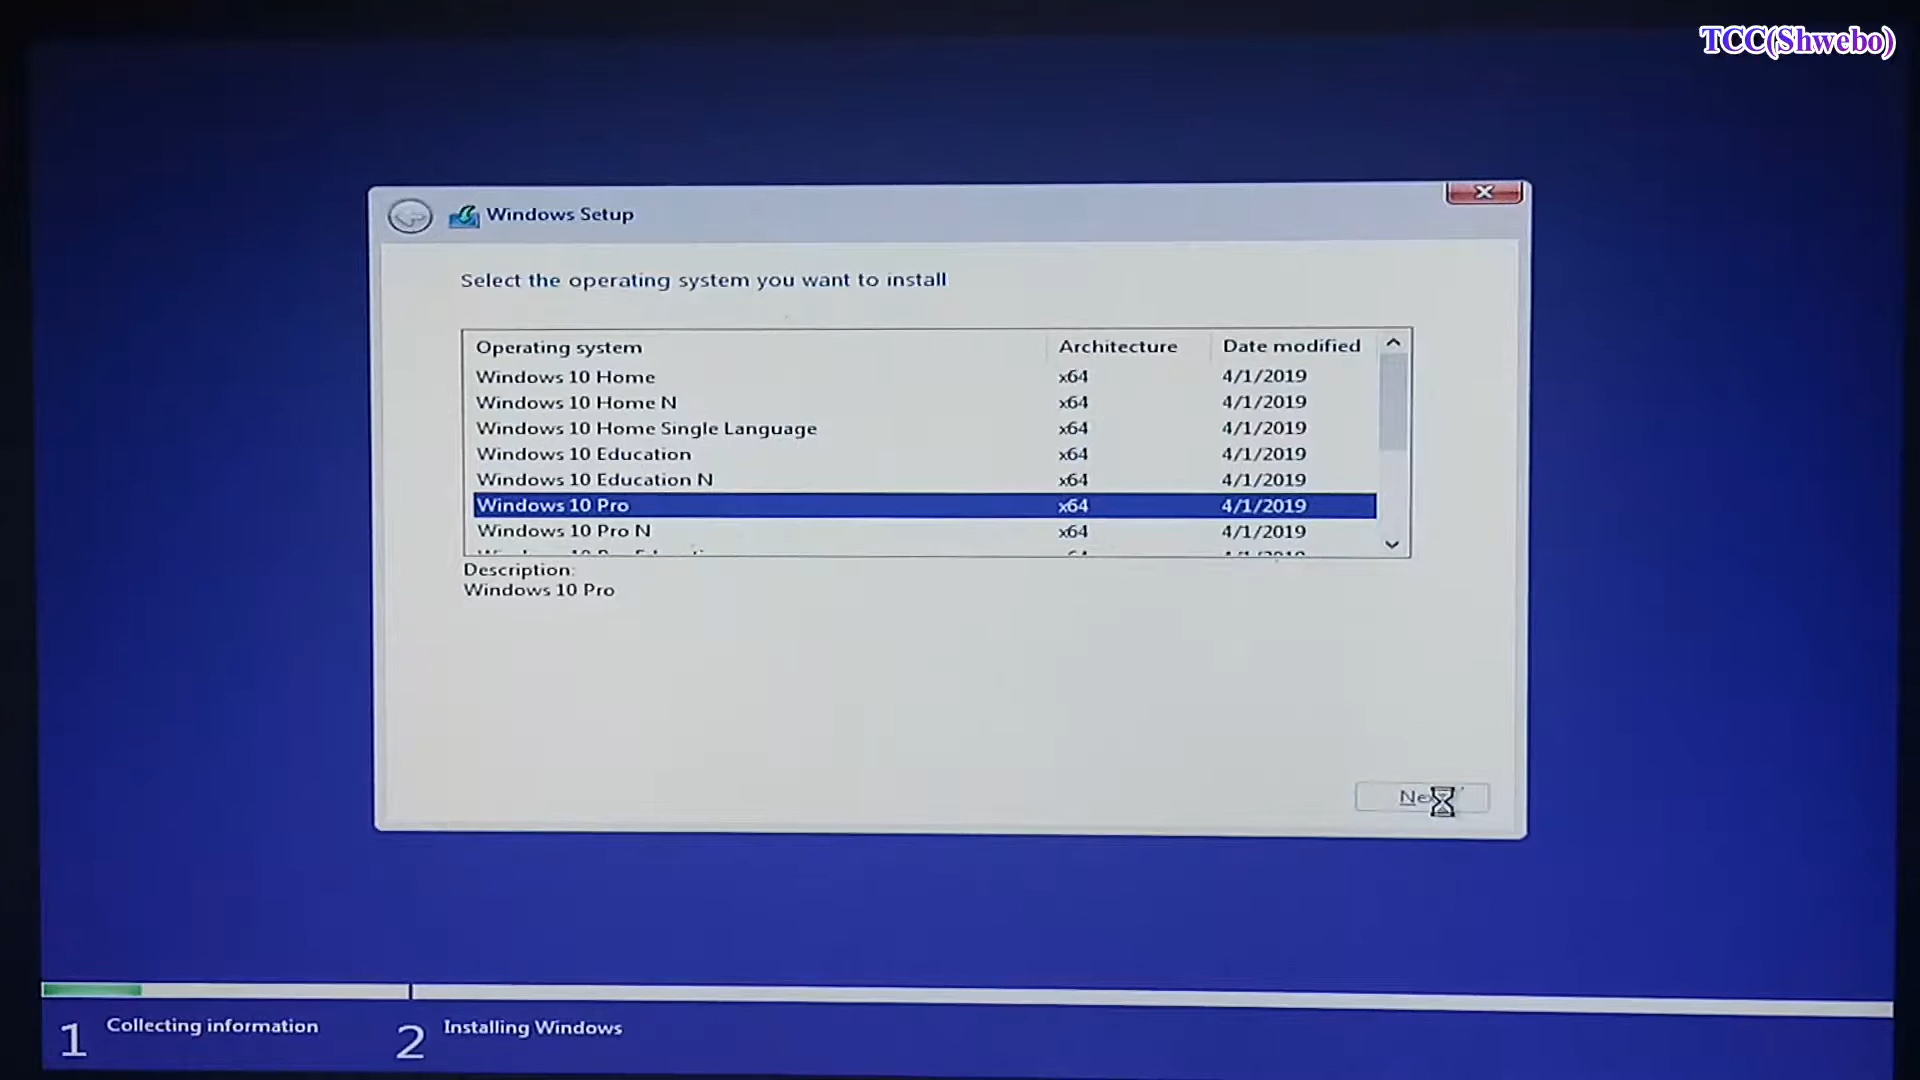 TCC(Shwebo)
Windows Setup
Select the operating system you want to install
Operating system Architecture Date modified
Windows 10 Home x64 4/1/2019
Windows 10 Home N x64 4/1/2019
Windows 10 Home Single Language x64 4/1/2019
Windows 10 Education x64 4/1/2019
Windows 10 Education N x64 4/1/2019
Windows 10 Pro x64 4/1/2019
Windows 10 Pro N x64 4/1/2019
Description:
Windows 10 Pro
1 Collecting information 2 Installing Windows